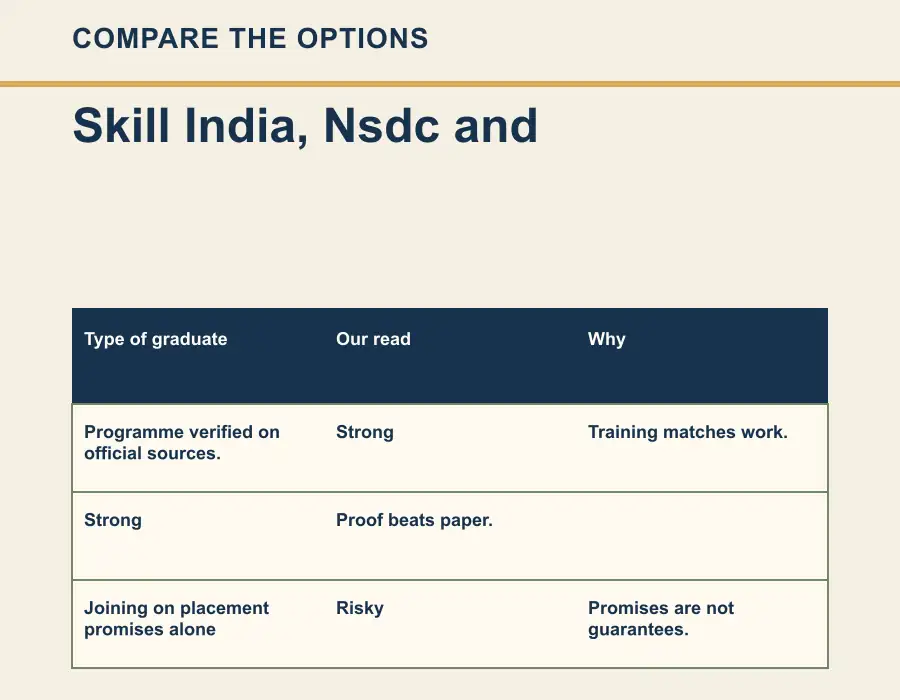 COMPARE THE OPTIONS
Skill India, Nsdc and
Type of graduate Our read Why
Programme verified on Strong Training matches work.
official sources.
Strong Proof beats paper.
Joining on placement Risky Promises are not
promises alone guarantees.